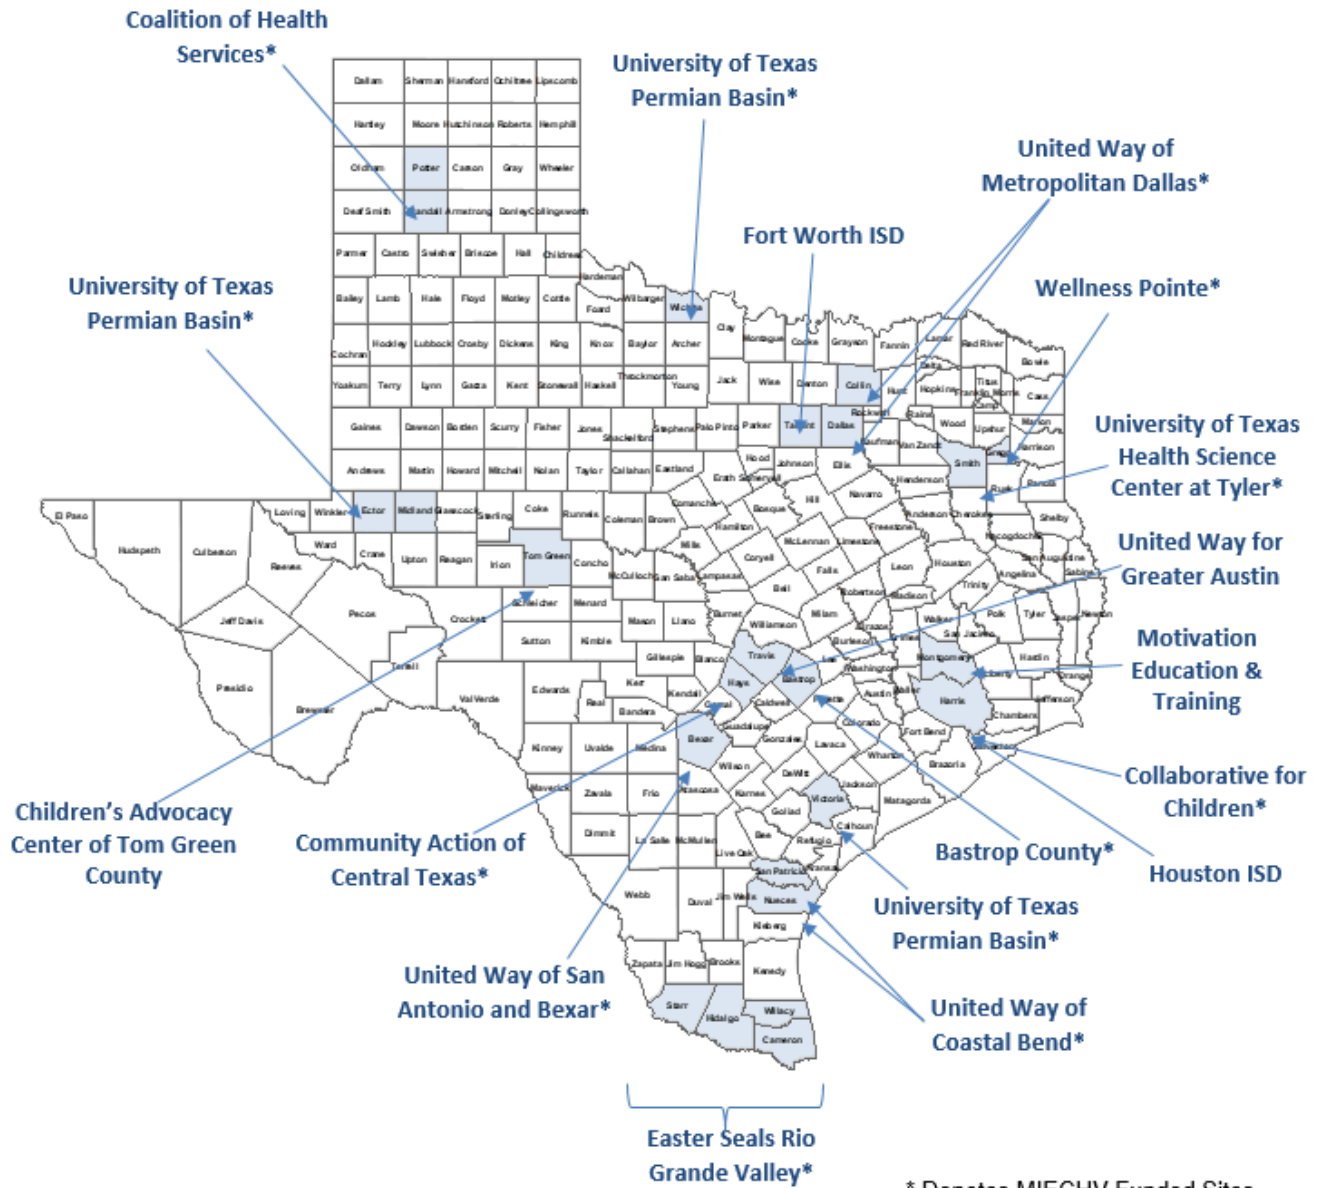 Coalition of Health
Services*
University of Texas
Permian Basin*
United Way of
Metropolitan Dallas*
Fort Worth ISD
University of Texas
Permian Basin*
Wellness Pointe*
University of Texas
Health Science
Center at Tyler*
United Way for
Greater Austin
Motivation
Education &
Training
Collaborative for
Children*
Houston ISD
Bastrop County*
University of Texas
Permian Basin*
United Way of
Coastal Bend*
Easter Seals Rio
Grande Valley*
United Way of San
Antonio and Bexar*
Community Action of
Central Texas*
Children's Advocacy
Center of Tom Green
County
Dallam Sherman Hansford Ochiltree Lipscomb
Hartley Moore Hutchinson Roberts Hemphill
Oldham Potter Carson Gray Wheeler
Deaf Smith Randall Armstrong Donley Collingsworth
Parmer Castro Swisher Briscoe Hall Childress
Hardeman
Bailey Lamb Hale Floyd Motley Cottle Foard Wilbarger Wichita
Cochran Hockley Lubbock Crosby Dickens King Knox Baylor Archer Clay Montague Cooke Grayson Fannin Lamar Red River Bowie
Yoakum Terry Lynn Garza Kent Stonewall Haskell Throckmorton Young Jack Wise Denton Collin Hunt Delta Hopkins Franklin Titus Morris Cass Camp
Gaines Dawson Borden Scurry Fisher Jones Shackelford Stephens Palo Pinto Parker Tarrant Dallas Rockwall Kaufman Rains Van Zandt Wood Upshur Marion Harrison Gregg
Andrews Martin Howard Mitchell Nolan Taylor Callahan Eastland Erath Hood Somervell Johnson Ellis Henderson Smith Rusk Panola
El Paso Hudspeth Culberson Loving Winkler Ector Midland Glasscock Sterling Coke Runnels Coleman Brown Comanche Hamilton Bosque Hill Navarro Freestone Anderson Cherokee Nacogdoches Shelby
Reeves Ward Crane Upton Reagan Irion Tom Green Concho McCulloch San Saba Mills Lampasas Coryell McLennan Limestone Falls Leon Houston Trinity Angelina San Augustine Sabine
Jeff Davis Pecos Crockett Schleicher Menard Mason Llano Burnet Bell Williamson Milam Robertson Madison Walker Polk Tyler Jasper Newton
Presidio Brewster Terrell Val Verde Sutton Kimble Gillespie Blanco Travis Hays Bastrop Lee Burleson Brazos Grimes Washington Montgomery San Jacinto Liberty Hardin Orange
Edwards Real Kerr Bandera Kendall Comal Caldwell Guadalupe Fayette Austin Waller Harris Chambers Jefferson
Kinney Uvalde Medina Bexar Wilson Gonzales Lavaca Colorado Wharton Fort Bend Brazoria Galveston
Maverick Zavala Frio Atascosa Karnes DeWitt Victoria Jackson Matagorda
Dimmit La Salle McMullen Live Oak Bee Goliad Refugio Calhoun Aransas
Webb Duval Jim Wells San Patricio Nueces Kleberg
Zapata Jim Hogg Brooks Kenedy
Starr Hidalgo Willacy Cameron
* Denotes MIECHV Funded Sites